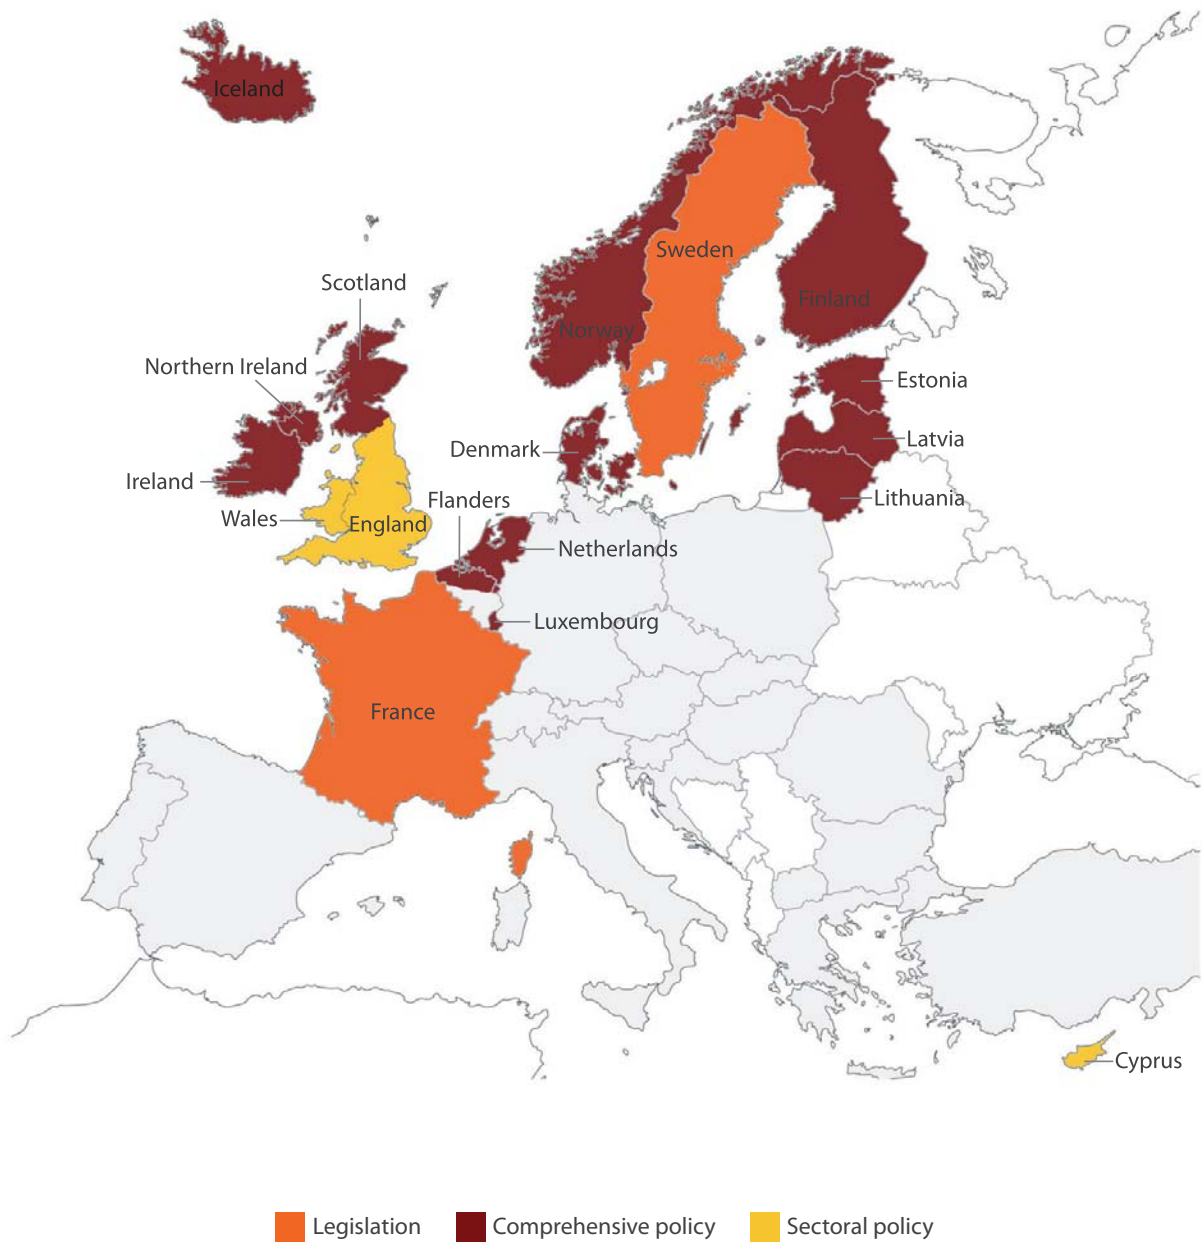 Iceland
Sweden
Scotland
Finland
Norway
Northern Ireland
Estonia
Latvia
Denmark
Ireland
Lithuania
Flanders
Wales
England
Netherlands
Luxembourg
France
Cyprus
Legislation
Comprehensive policy
Sectoral policy